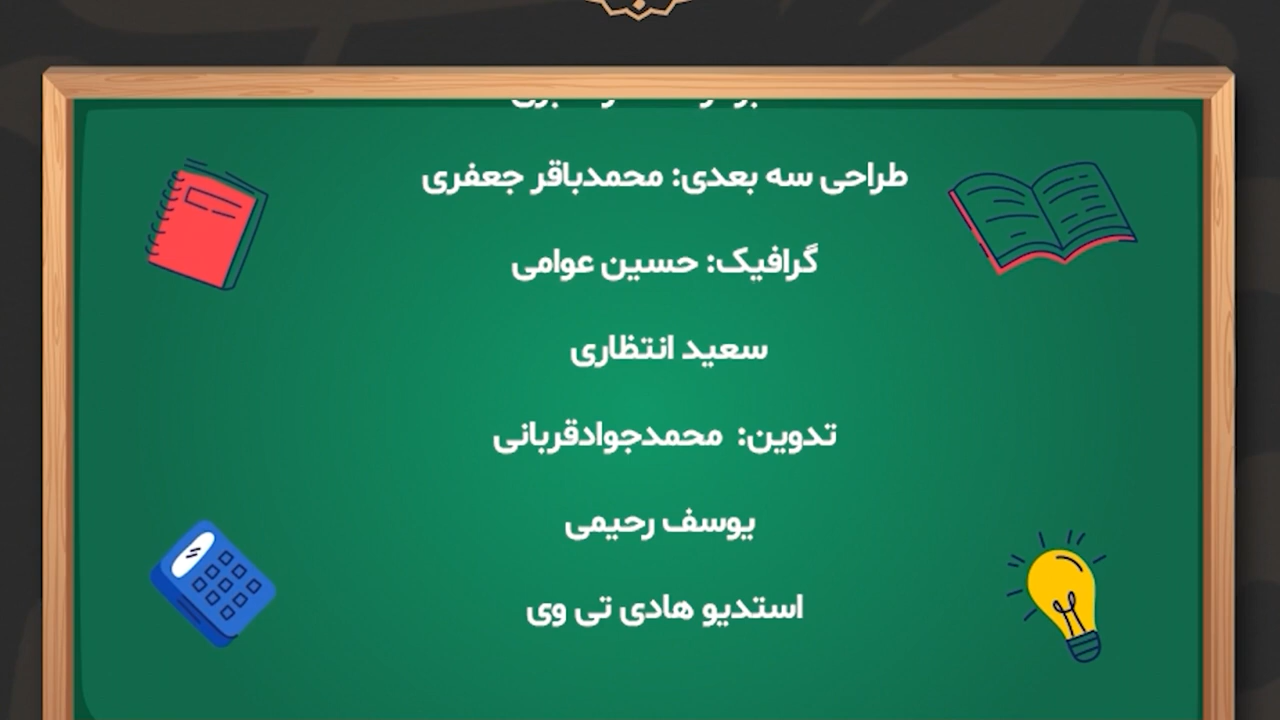 طراحی سه بعدی: محمدباقر جعفری
گرافیک: حسین عوامی
سعید انتظاری
تدوین: محمدجوادقربانی
یوسف رحیمی
استدیو هادی تی وی